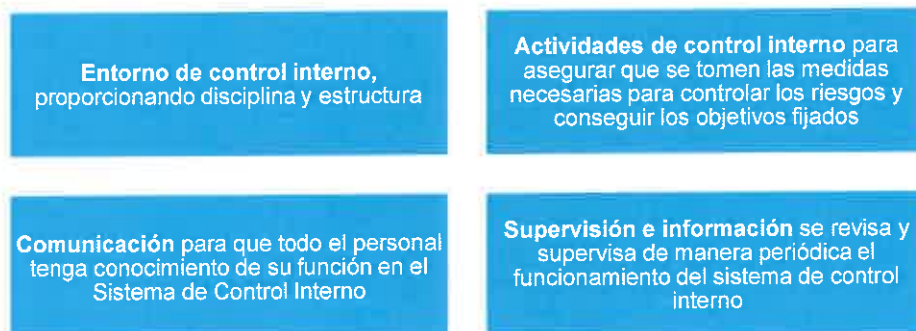 Entorno de control interno,
proporcionando disciplina y estructura
Actividades de control interno para
asegurar que se tomen las medidas
necesarias para controlar los riesgos y
conseguir los objetivos fijados
Comunicación para que todo el personal
tenga conocimiento de su función en el
Sistema de Control Interno
Supervisión e información se revisa y
supervisa de manera periódica el
funcionamiento del sistema de control
interno